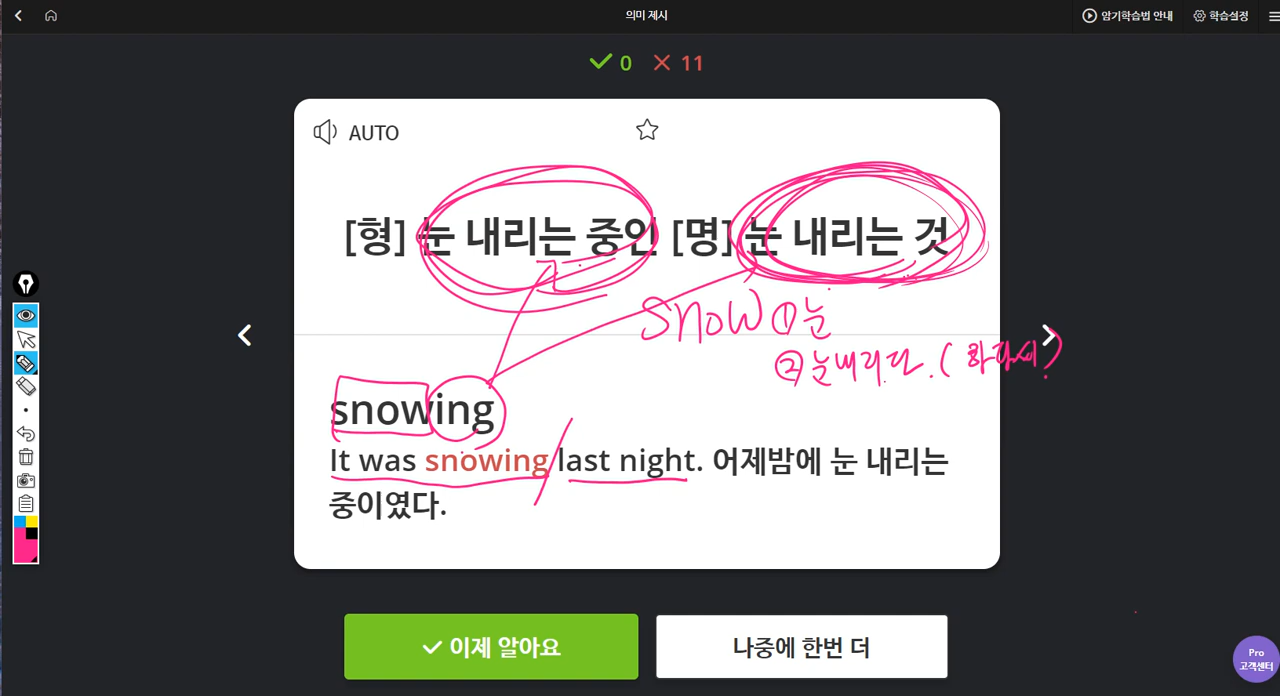 의미 제시
암기학습법 안내
학습설정
0 11
AUTO
[형] 눈 내리는 중인 [명] 눈 내리는 것
snow ① 눈
② 눈내리다.
snowing
It was snowing last night. 어제밤에 눈 내리는
중이였다.
이제 알아요
나중에 한번 더
Pro
고객센터